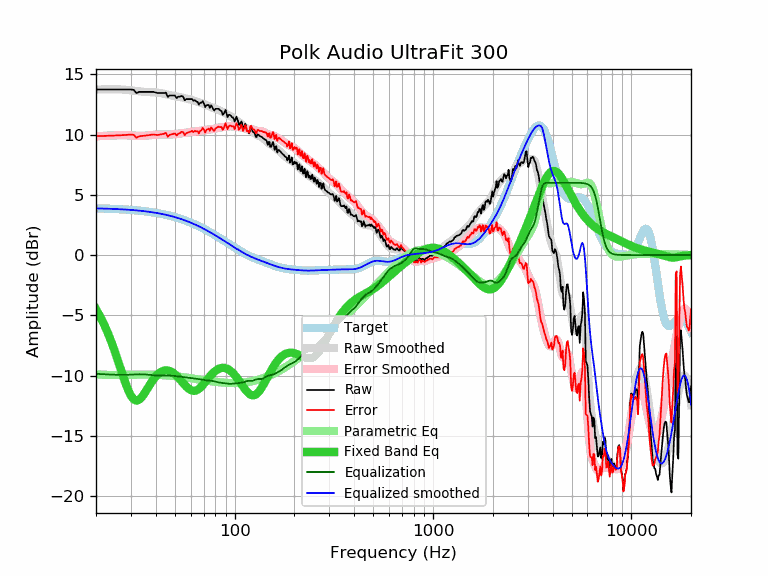 Polk Audio UltraFit 300
Amplitude (dBr)
15
10
5
0
−5
−10
−15
−20
Target
Raw Smoothed
Error Smoothed
Raw
Error
Parametric Eq
Fixed Band Eq
Equalization
Equalized smoothed
100
1000
10000
Frequency (Hz)